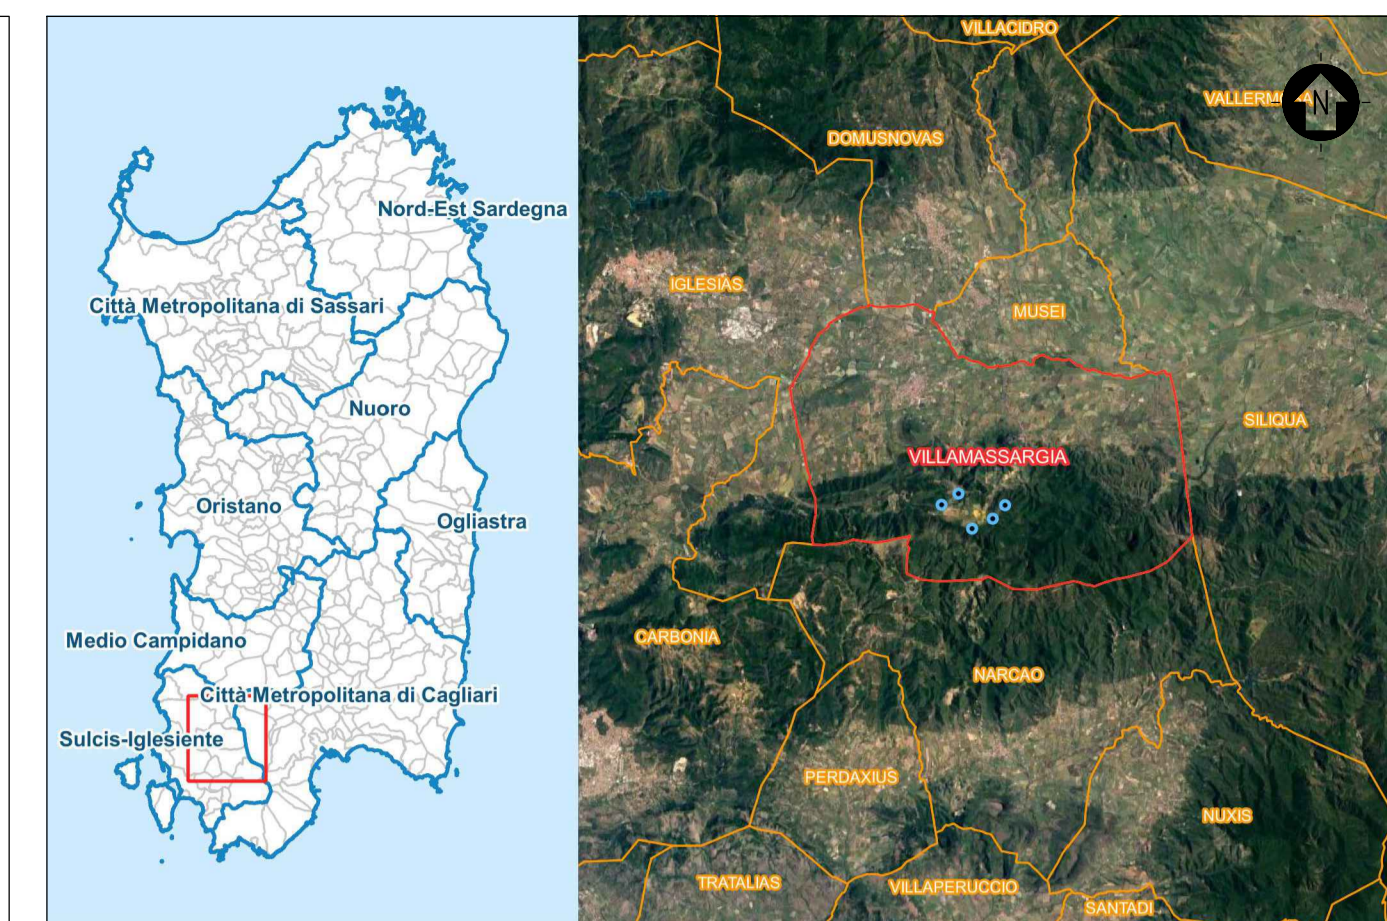 Nord-Est Sardegna
Città Metropolitana di Sassari
Nuoro
Oristano
Ogliastra
Medio Campidano
Città Metropolitana di Cagliari
Sulcis-Iglesiente
VILLACIDRO
N
DOMUSNOVAS
IGLESIAS
MUSEI
SILIQUA
VILLAMASSARGIA
CARBONIA
NARCAO
PERDAXIUS
NUXIS
TRATALIAS
VILLAPERUCCIO
SANTADI